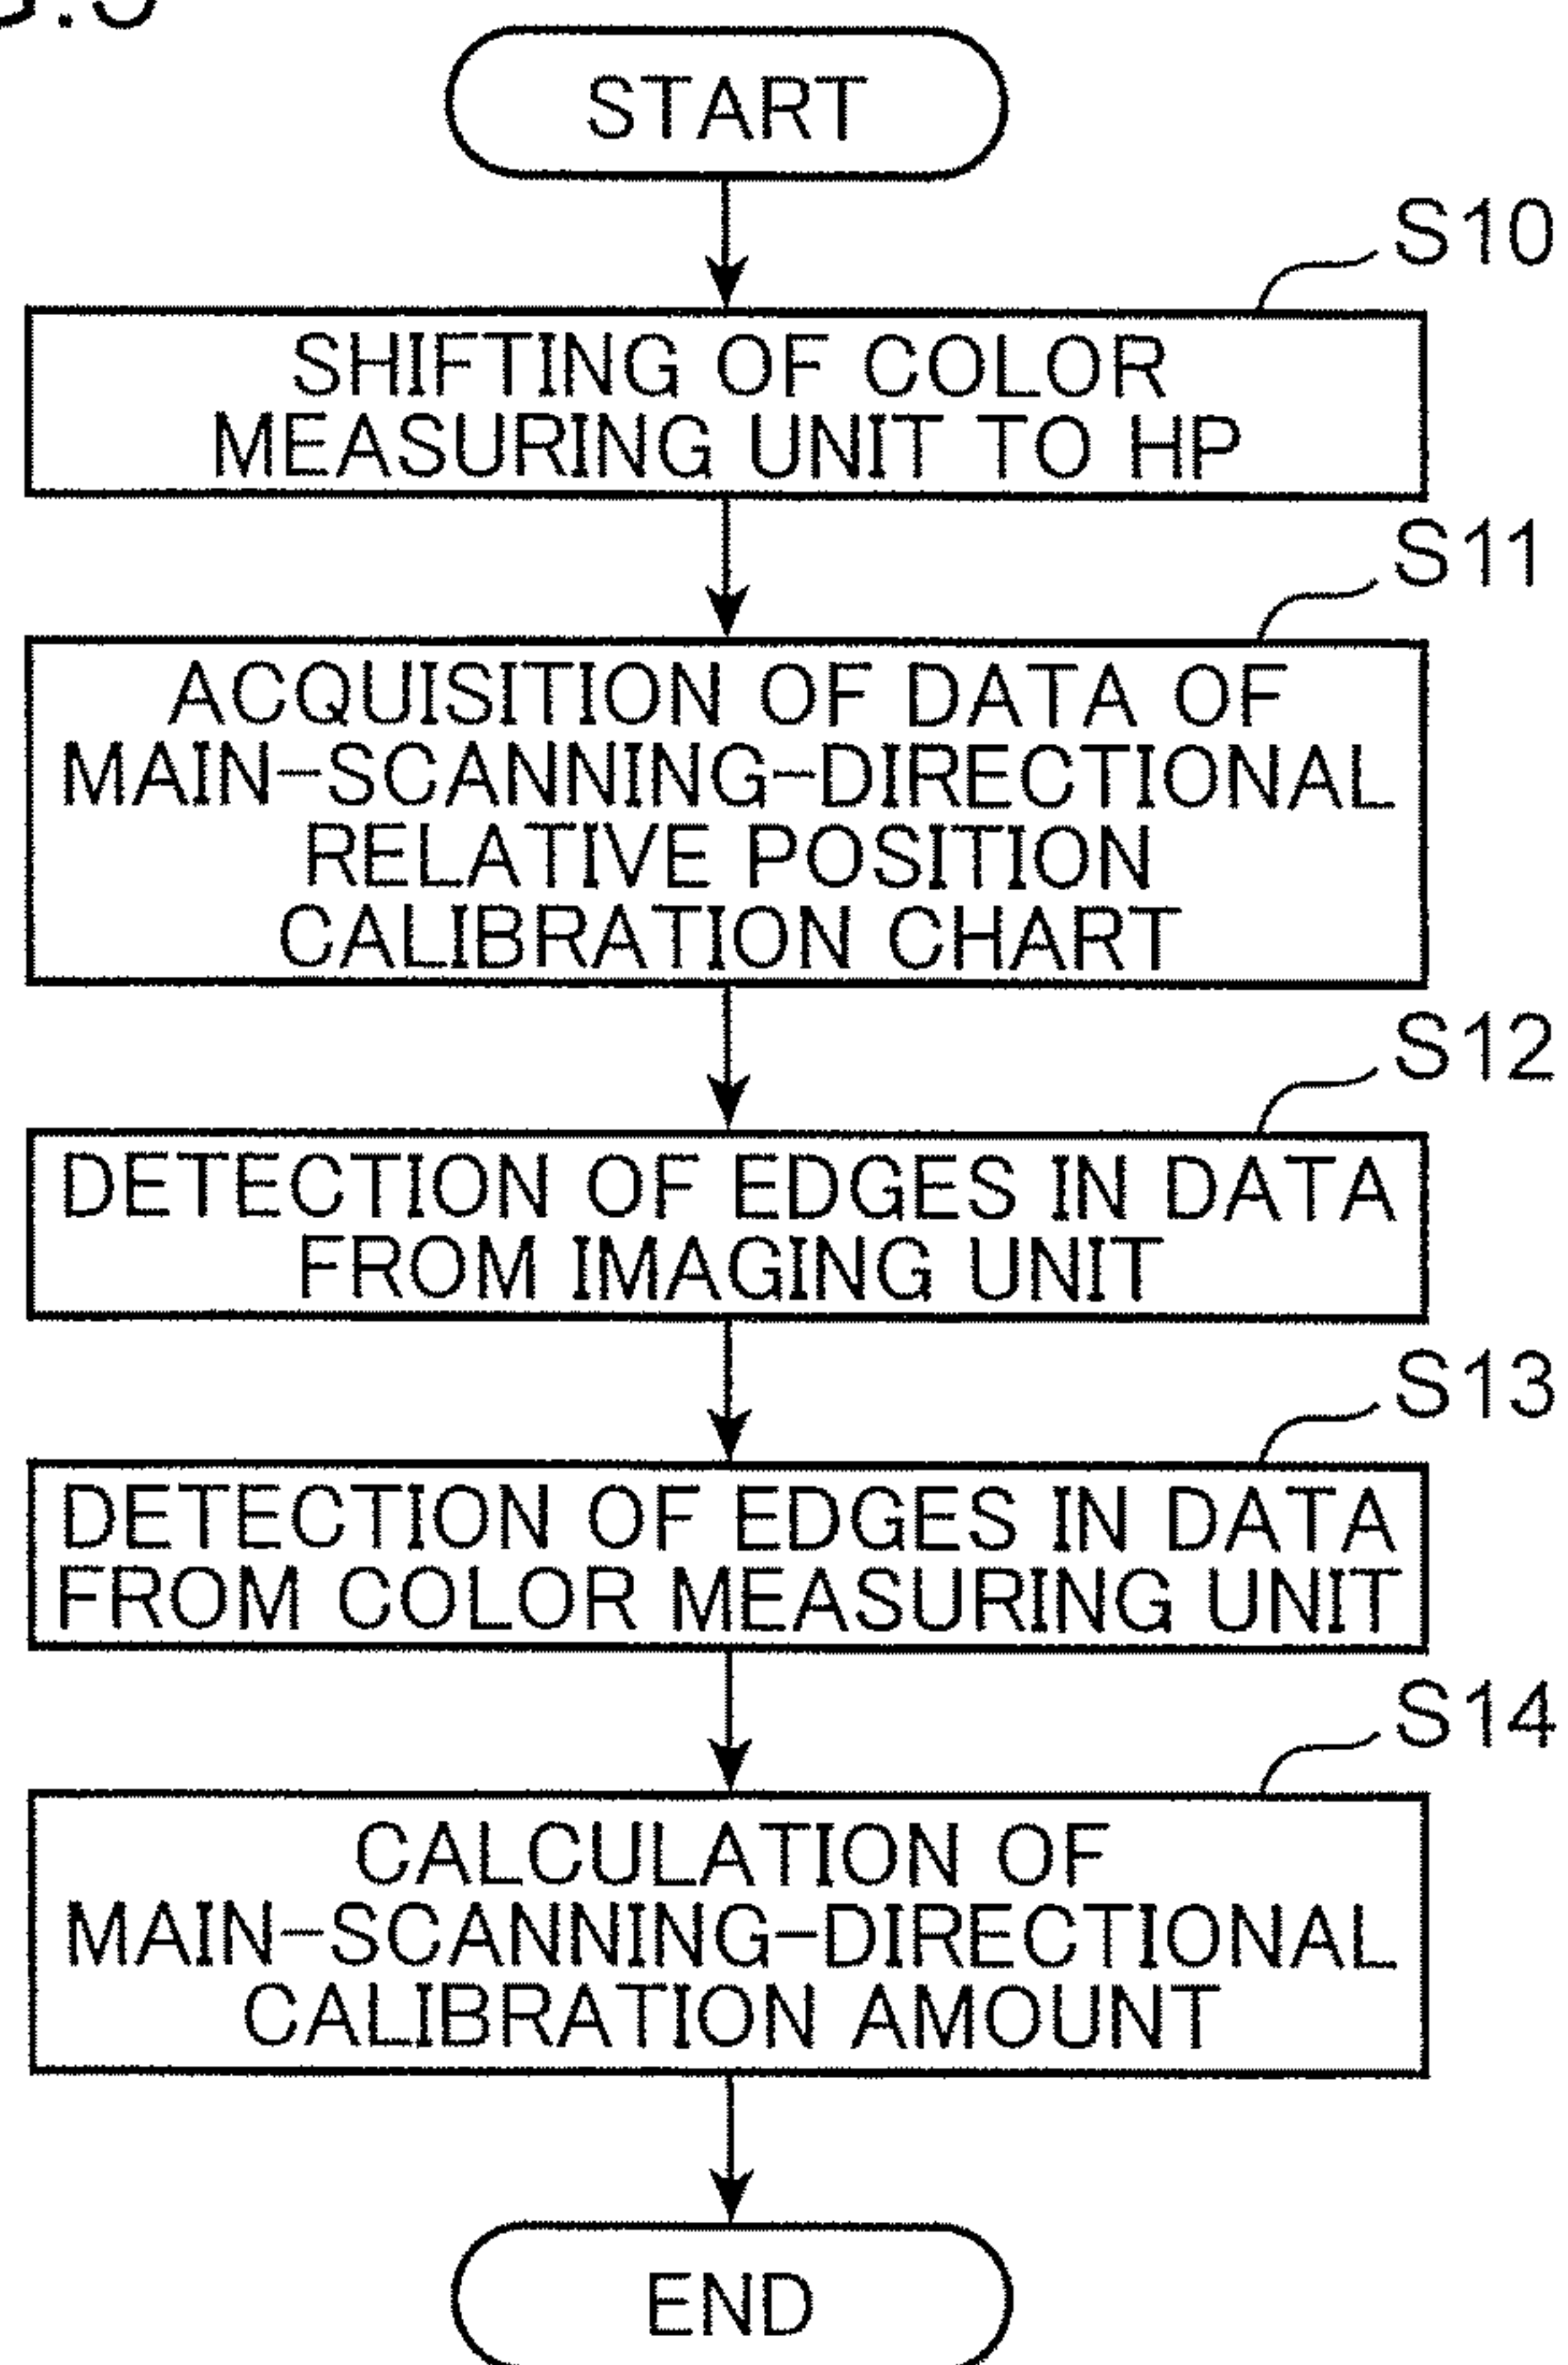 START
S10
SHIFTING OF COLOR
MEASURING UNIT TO HP
S11
ACQUISITION OF DATA OF
MAIN-SCANNING-DIRECTIONAL
RELATIVE POSITION
CALIBRATION CHART
S12
DETECTION OF EDGES IN DATA
FROM IMAGING UNIT
S13
DETECTION OF EDGES IN DATA
FROM COLOR MEASURING UNIT
S14
CALCULATION OF
MAIN-SCANNING-DIRECTIONAL
CALIBRATION AMOUNT
END